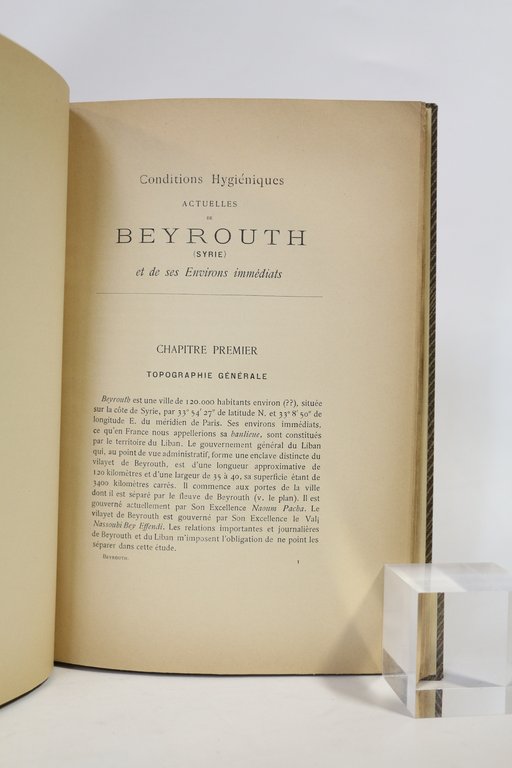 Conditions Hygiéniques
ACTUELLES
DE
BEYROUTH
(SYRIE)
et de ses Environs immédiats
CHAPITRE PREMIER
TOPOGRAPHIE GÉNÉRALE
Beyrouth est une ville de 120.000 habitants environ (??), située
sur la côte de Syrie, par 33° 54' 27" de latitude N. et 33° 8' 50" de
longitude E. du méridien de Paris. Ses environs immédiats,
ce qu'en France nous appellerions sa banlieue, sont constitués
par le territoire du Liban. Le gouvernement général du Liban
qui, au point de vue administratif, forme une enclave distincte du
vilayet de Beyrouth, est d'une longueur approximative de
120 kilomètres et d'une largeur de 35 à 40, sa superficie étant de
3400 kilomètres carrés. Il commence aux portes de la ville
dont il est séparé par le fleuve de Beyrouth (v. le plan). Il est
gouverné actuellement par Son Excellence Naoum Pacha. Le
vilayet de Beyrouth est gouverné par Son Excellence le Vali
Nassouhi Bey Effendi. Les relations importantes et journalières
de Beyrouth et du Liban m'imposent l'obligation de ne point les
séparer dans cette étude.
BEYROUTH. 1